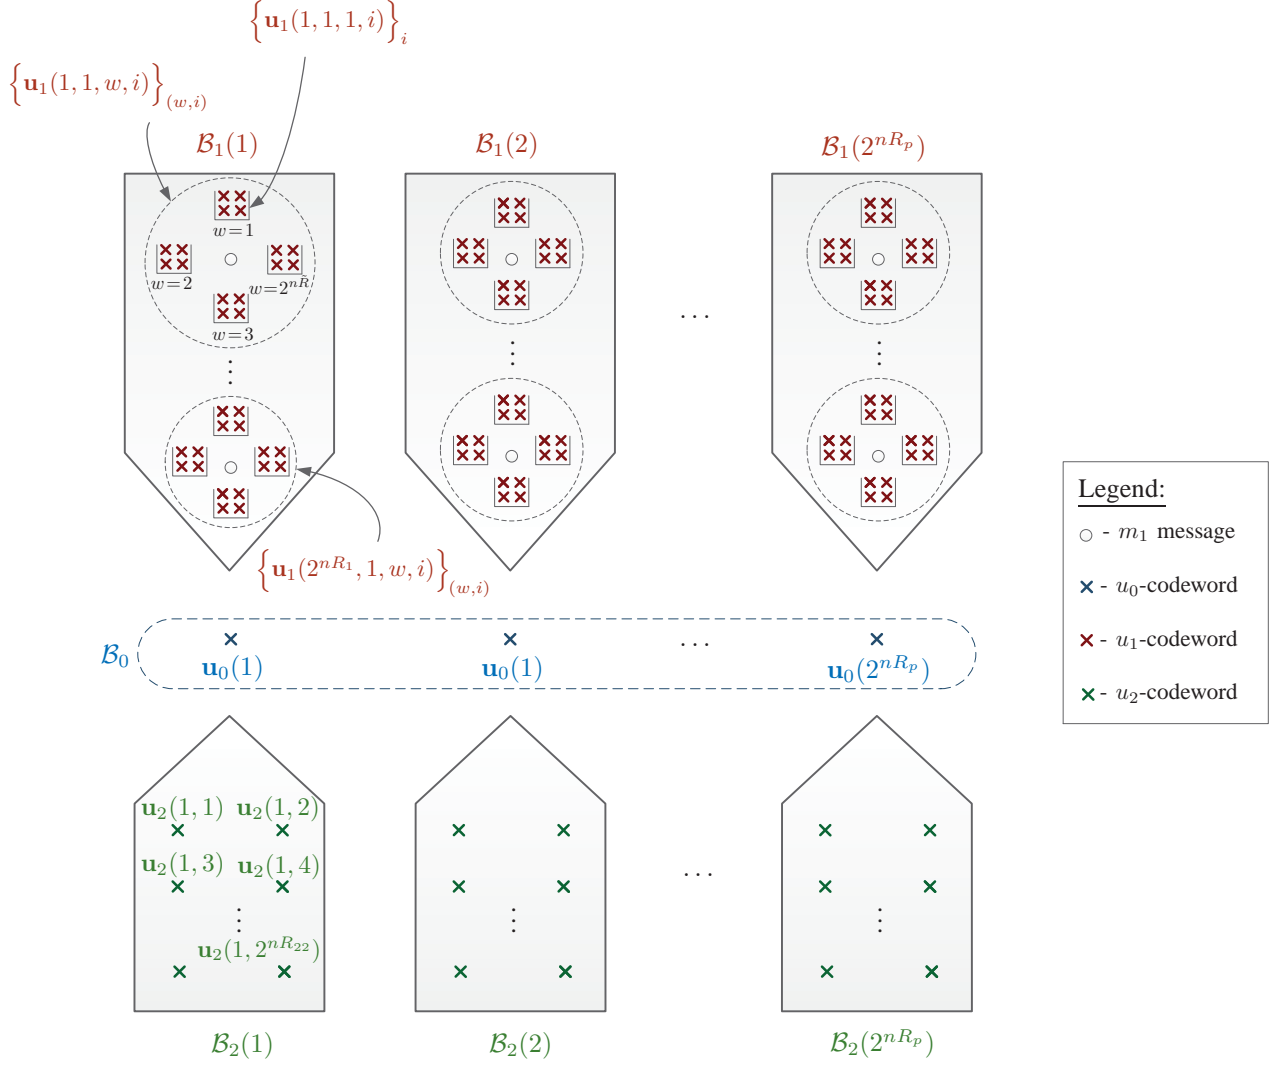 {u₁(1, 1, 1, i)}ᵢ
{u₁(1, 1, w, i)}₍w,i₎
B₁(1) B₁(2) B₁(2^{nR_p})
w=1
w=2 w=2^{nR̃}
w=3
⋮
. . .
⋮ ⋮
{u₁(2^{nR₁}, 1, w, i)}₍w,i₎
Legend:
○ - m₁ message
× - u₀-codeword
× - u₁-codeword
× - u₂-codeword
B₀ . . .
u₀(1) u₀(1) u₀(2^{nR_p})
u₂(1, 1) u₂(1, 2)
u₂(1, 3) u₂(1, 4)
. . .
⋮ ⋮ ⋮
u₂(1, 2^{nR₂₂})
B₂(1) B₂(2) B₂(2^{nR_p})